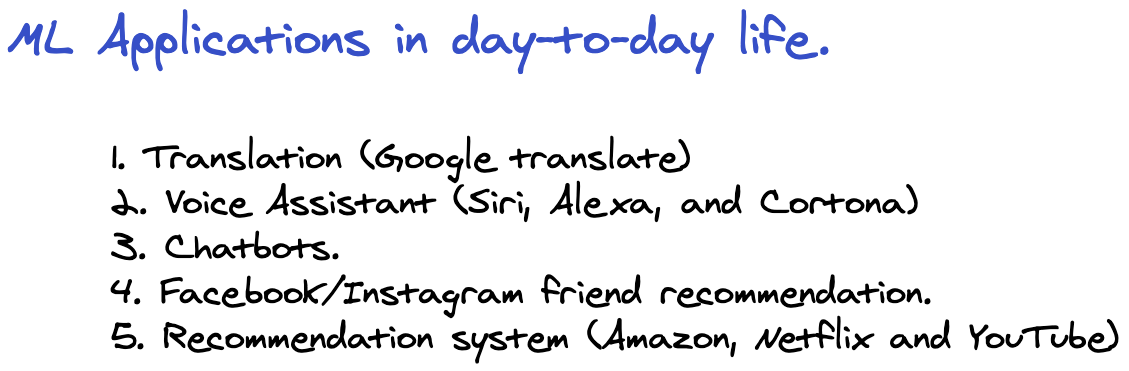 ML Applications in day-to-day life.
1. Translation (Google translate)
2. Voice Assistant (Siri, Alexa, and Cortona)
3. Chatbots.
4. Facebook/Instagram friend recommendation.
5. Recommendation system (Amazon, Netflix and YouTube)